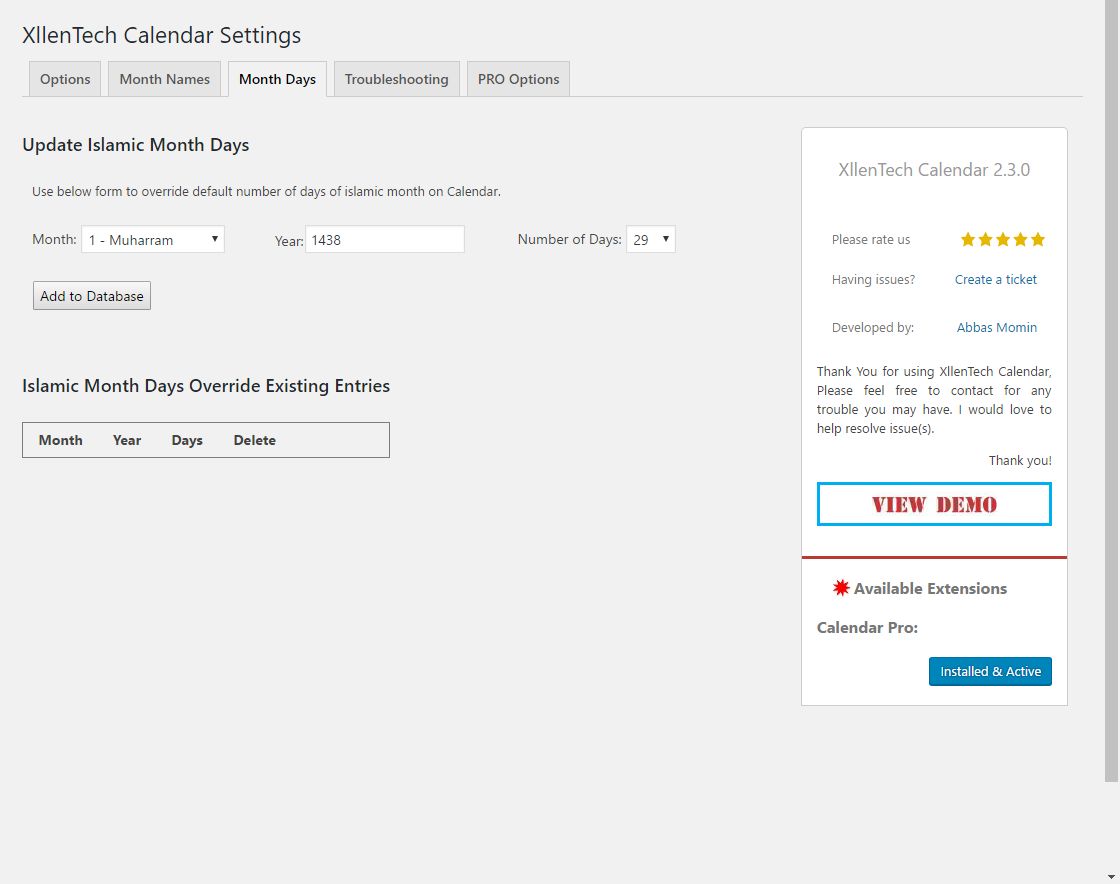 XllenTech Calendar Settings
Options Month Names Month Days Troubleshooting PRO Options
Update Islamic Month Days
Use below form to override default number of days of islamic month on Calendar.
Month: 1 - Muharram Year: 1438 Number of Days: 29
Add to Database
Islamic Month Days Override Existing Entries
Month Year Days Delete
XllenTech Calendar 2.3.0
Please rate us
Having issues? Create a ticket
Developed by: Abbas Momin
Thank You for using XllenTech Calendar,
Please feel free to contact for any
trouble you may have. I would love to
help resolve issue(s).
Thank you!
VIEW DEMO
Available Extensions
Calendar Pro:
Installed & Active